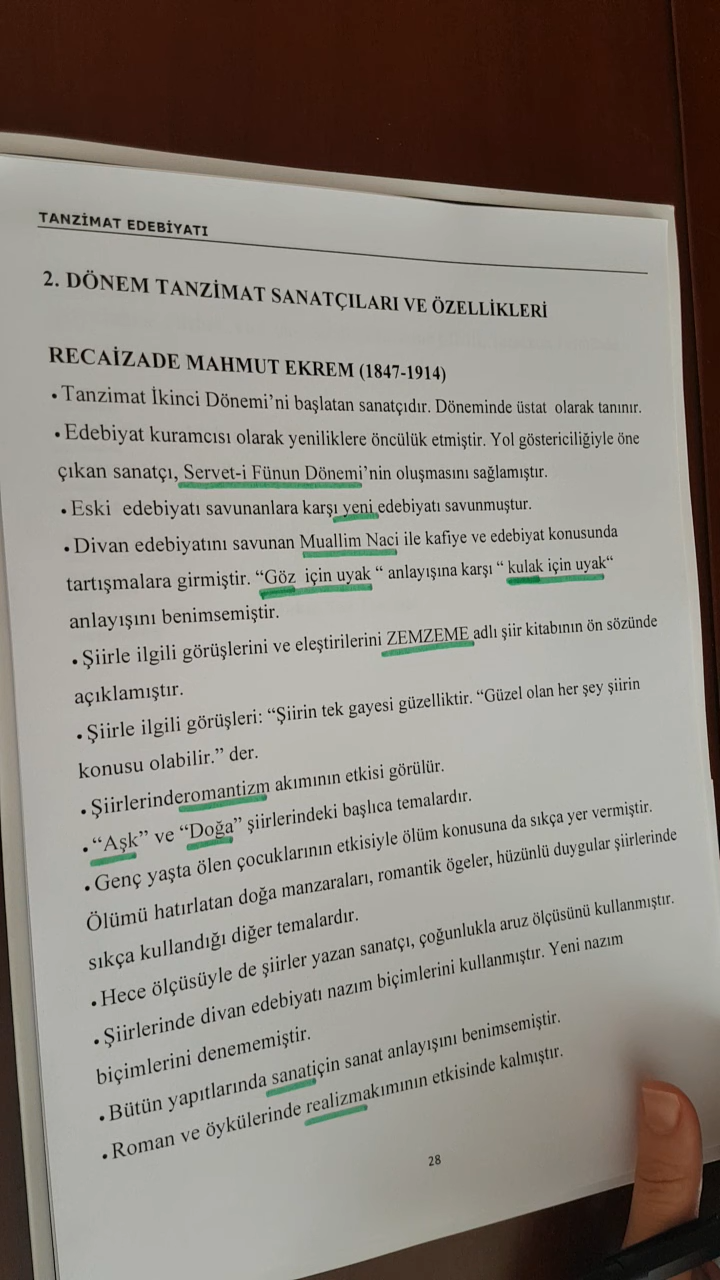 TANZİMAT EDEBİYATI
2. DÖNEM TANZİMAT SANATÇILARI VE ÖZELLİKLERİ
RECAİZADE MAHMUT EKREM (1847-1914)
• Tanzimat İkinci Dönemi’ni başlatan sanatçıdır. Döneminde üstat olarak tanınır.
• Edebiyat kuramcısı olarak yeniliklere öncülük etmiştir. Yol göstericiliğiyle öne
çıkan sanatçı, Servet-i Fünun Dönemi’nin oluşmasını sağlamıştır.
• Eski edebiyatı savunanlara karşı yeni edebiyatı savunmuştur.
• Divan edebiyatını savunan Muallim Naci ile kafiye ve edebiyat konusunda
tartışmalara girmiştir. “Göz için uyak “ anlayışına karşı “ kulak için uyak“
anlayışını benimsemiştir.
• Şiirle ilgili görüşlerini ve eleştirilerini ZEMZEME adlı şiir kitabının ön sözünde
açıklamıştır.
• Şiirle ilgili görüşleri: “Şiirin tek gayesi güzelliktir. “Güzel olan her şey şiirin
konusu olabilir.” der.
• Şiirlerinderomantizm akımının etkisi görülür.
• “Aşk” ve “Doğa” şiirlerindeki başlıca temalardır.
• Genç yaşta ölen çocuklarının etkisiyle ölüm konusuna da sıkça yer vermiştir.
Ölümü hatırlatan doğa manzaraları, romantik ögeler, hüzünlü duygular şiirlerinde
sıkça kullandığı diğer temalardır.
• Hece ölçüsüyle de şiirler yazan sanatçı, çoğunlukla aruz ölçüsünü kullanmıştır.
• Şiirlerinde divan edebiyatı nazım biçimlerini kullanmıştır. Yeni nazım
biçimlerini denememiştir.
• Bütün yapıtlarında sanatiçin sanat anlayışını benimsemiştir.
• Roman ve öykülerinde realizmakımının etkisinde kalmıştır.
28